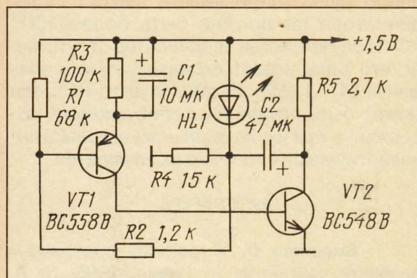 +1,5 В
R3
100 к
R1
68 к
+
C1
10 мк
HL1
C2
47 мк
+
R5 2,7 к
R4 15 к
VT1
BC558B
VT2
BC548B
R2 1,2 к